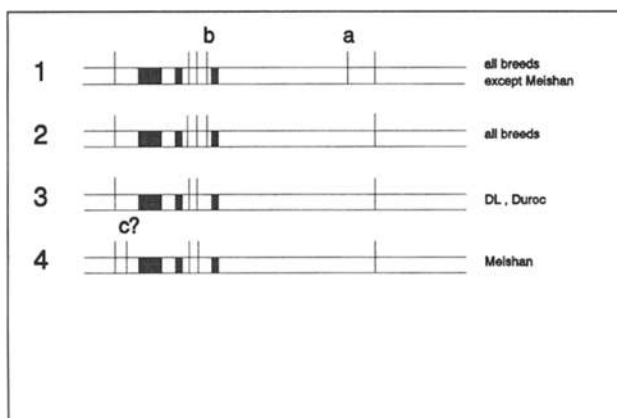 b a
1 all breeds
except Meishan
2 all breeds
3 DL , Duroc
c?
4 Meishan